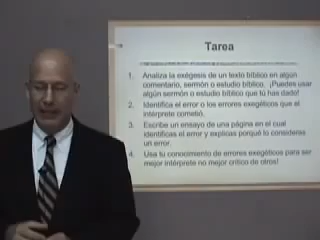 Tarea
1. Analiza la exégesis de un texto bíblico en algún
comentario, sermón o estudio bíblico. ¡Puedes usar
algún sermón o estudio bíblico que tú has dado!
2. Identifica el error o los errores exegéticos que el
intérprete cometió.
3. Escribe un ensayo de una página en el cual
identificas el error y explicas porqué lo consideras
un error.
4. Usa tu conocimiento de errores exegéticos para ser
mejor intérprete no mejor crítico de otros!